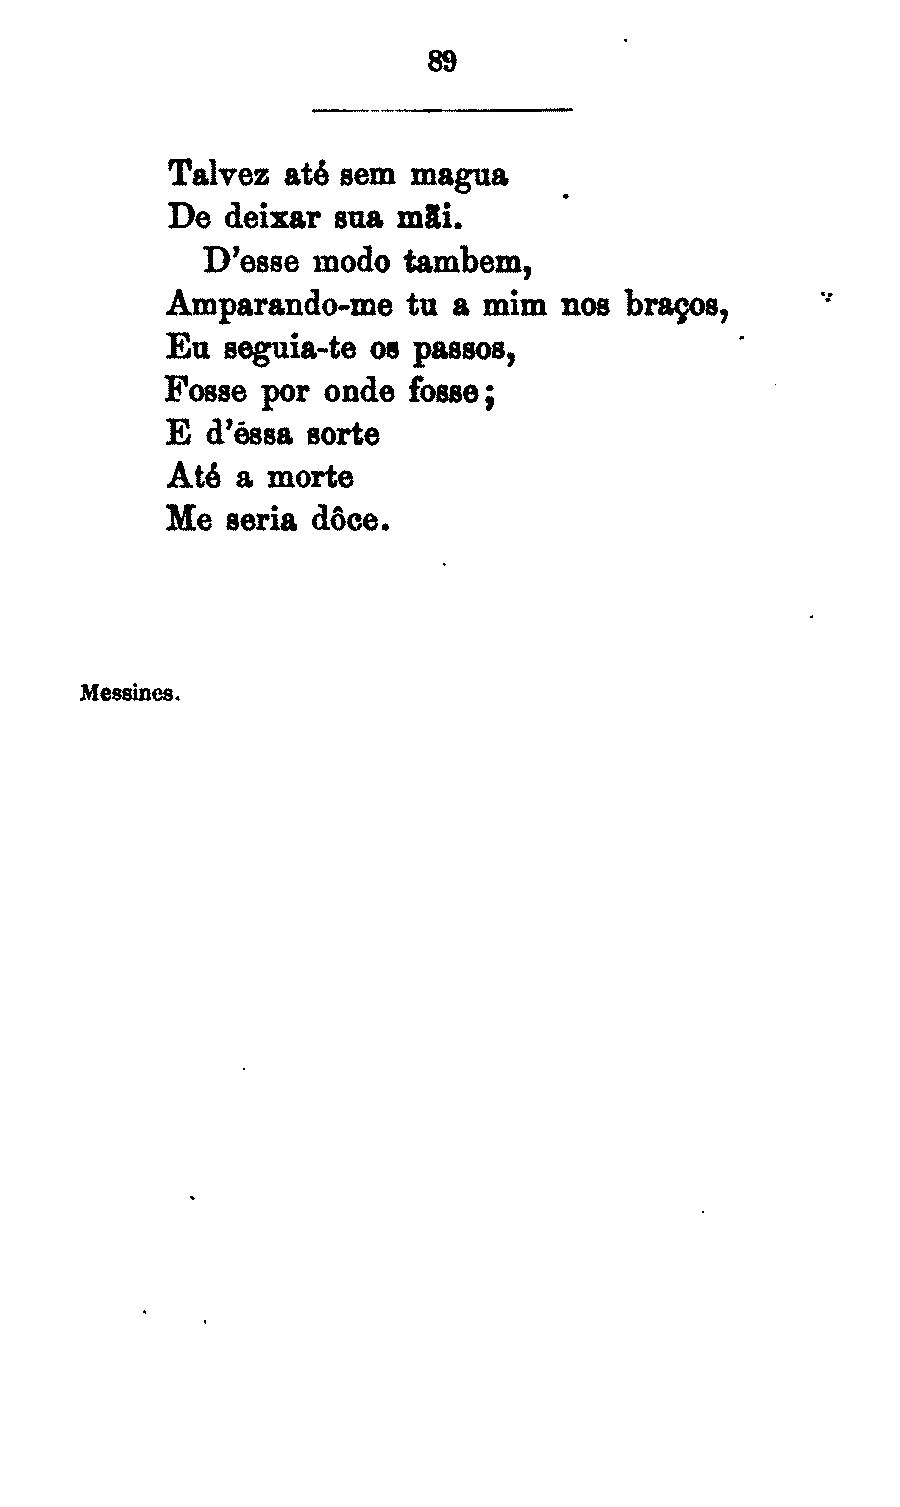 89
Talvez até sem magua
De deixar sua mãi.
D'esse modo tambem,
Amparando-me tu a mim nos braços,
Eu seguia-te os passos,
Fosse por onde fosse;
E d'éssa sorte
Até a morte
Me seria dôce.
Messines.